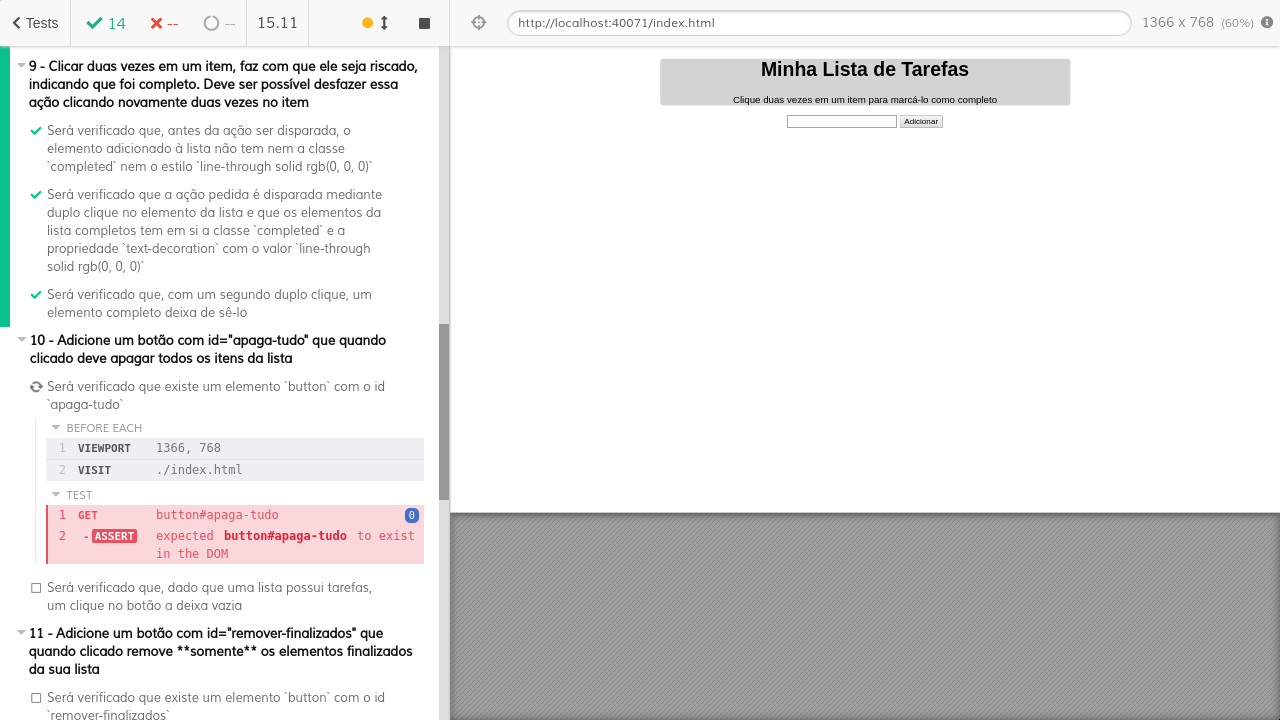 Tests
14
--
--
15.11
http://localhost:40071/index.html
1366 x 768 (60%)
9 - Clicar duas vezes em um item, faz com que ele seja riscado,
indicando que foi completo. Deve ser possível desfazer essa
ação clicando novamente duas vezes no item
Será verificado que, antes da ação ser disparada, o
elemento adicionado à lista não tem nem a classe
`completed` nem o estilo `line-through solid rgb(0, 0, 0)`
Será verificado que a ação pedida é disparada mediante
duplo clique no elemento da lista e que os elementos da
lista completos tem em si a classe `completed` e a
propriedade `text-decoration` com o valor `line-through
solid rgb(0, 0, 0)`
Será verificado que, com um segundo duplo clique, um
elemento completo deixa de sê-lo
10 - Adicione um botão com id="apaga-tudo" que quando
clicado deve apagar todos os itens da lista
Será verificado que existe um elemento `button` com o id
`apaga-tudo`
BEFORE EACH
1 VIEWPORT 1366, 768
2 VISIT ./index.html
TEST
1 GET button#apaga-tudo 0
2 -ASSERT expected button#apaga-tudo to exist
in the DOM
Será verificado que, dado que uma lista possui tarefas,
um clique no botão a deixa vazia
11 - Adicione um botão com id="remover-finalizados" que
quando clicado remove **somente** os elementos finalizados
da sua lista
Será verificado que existe um elemento `button` com o id
`remover-finalizados`
Minha Lista de Tarefas
Clique duas vezes em um item para marcá-lo como completo
Adicionar